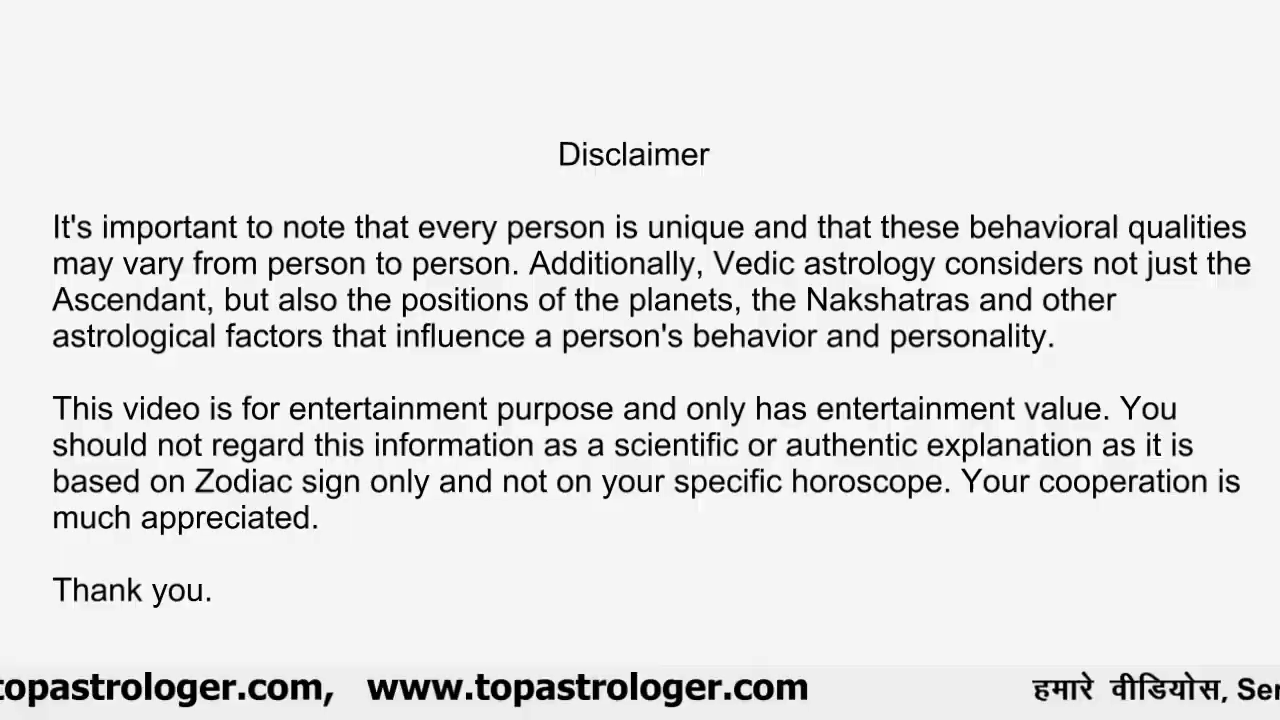 Disclaimer
It's important to note that every person is unique and that these behavioral qualities
may vary from person to person. Additionally, Vedic astrology considers not just the
Ascendant, but also the positions of the planets, the Nakshatras and other
astrological factors that influence a person's behavior and personality.
This video is for entertainment purpose and only has entertainment value. You
should not regard this information as a scientific or authentic explanation as it is
based on Zodiac sign only and not on your specific horoscope. Your cooperation is
much appreciated.
Thank you.
topastrologer.com, www.topastrologer.com हमारे वीडियोस,